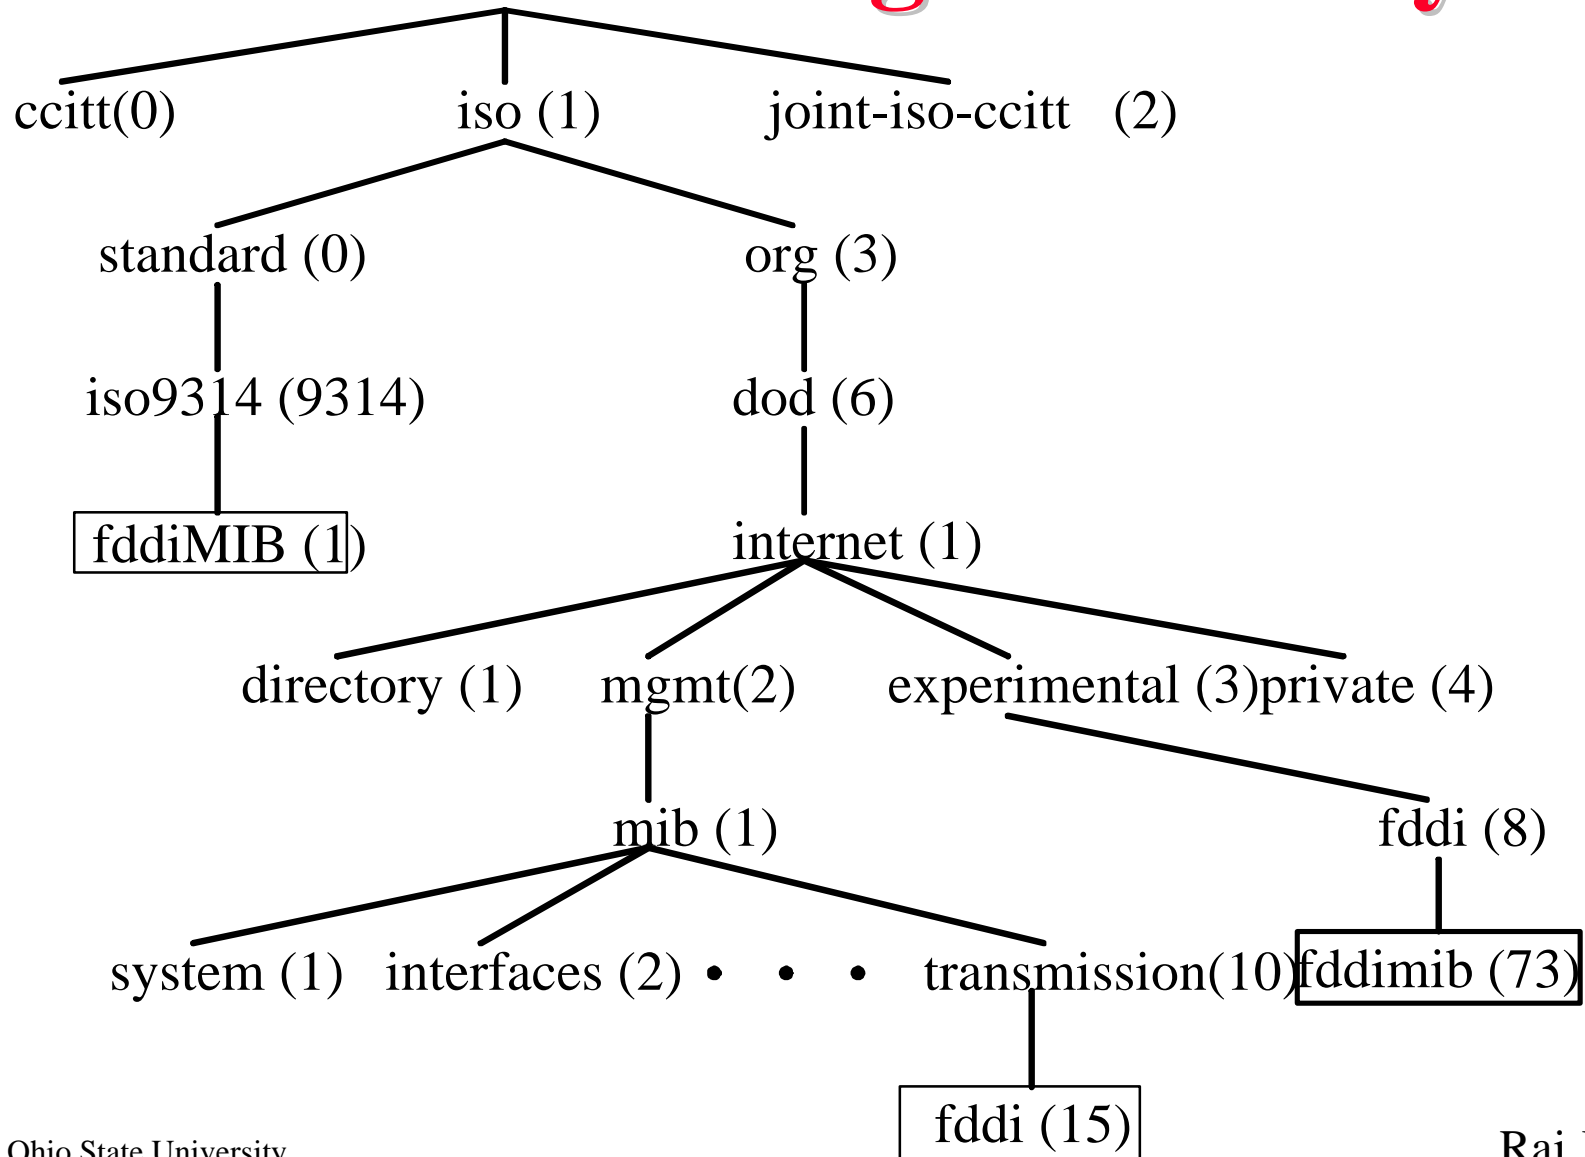 ccitt(0) iso (1) joint-iso-ccitt (2)
standard (0) org (3)
iso9314 (9314) dod (6)
fddiMIB (1) internet (1)
directory (1) mgmt(2) experimental (3)private (4)
mib (1) fddi (8)
system (1) interfaces (2) • • • transmission(10)fddimib (73)
fddi (15)
Ohio State University Raj